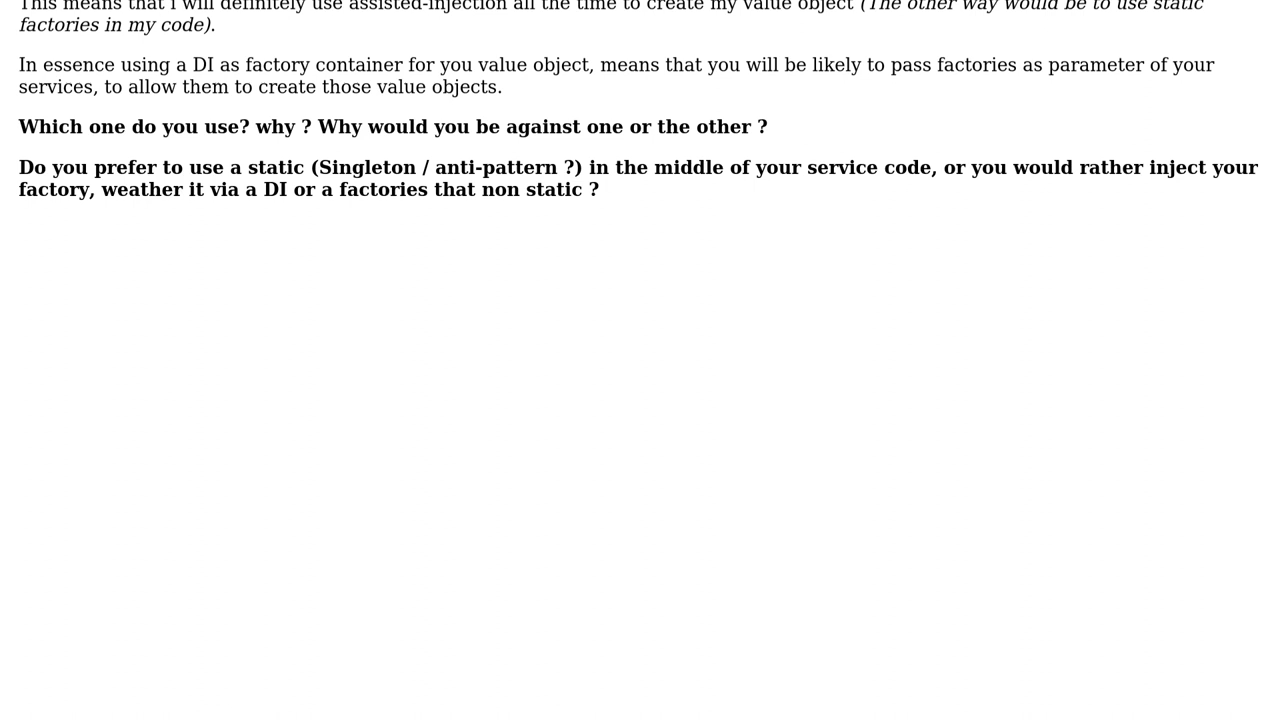 This means that i will definitely use assisted-injection all the time to create my value object (The other way would be to use static
factories in my code).
In essence using a DI as factory container for you value object, means that you will be likely to pass factories as parameter of your
services, to allow them to create those value objects.
Which one do you use? why ? Why would you be against one or the other ?
Do you prefer to use a static (Singleton / anti-pattern ?) in the middle of your service code, or you would rather inject your
factory, weather it via a DI or a factories that non static ?